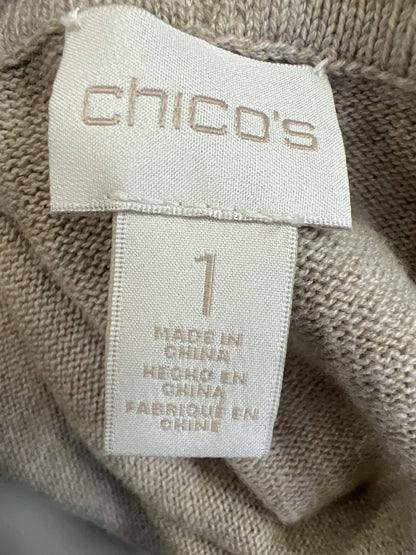 chico's
1
MADE IN
CHINA
HECHO EN
CHINA
FABRIQUÉ EN
CHINE